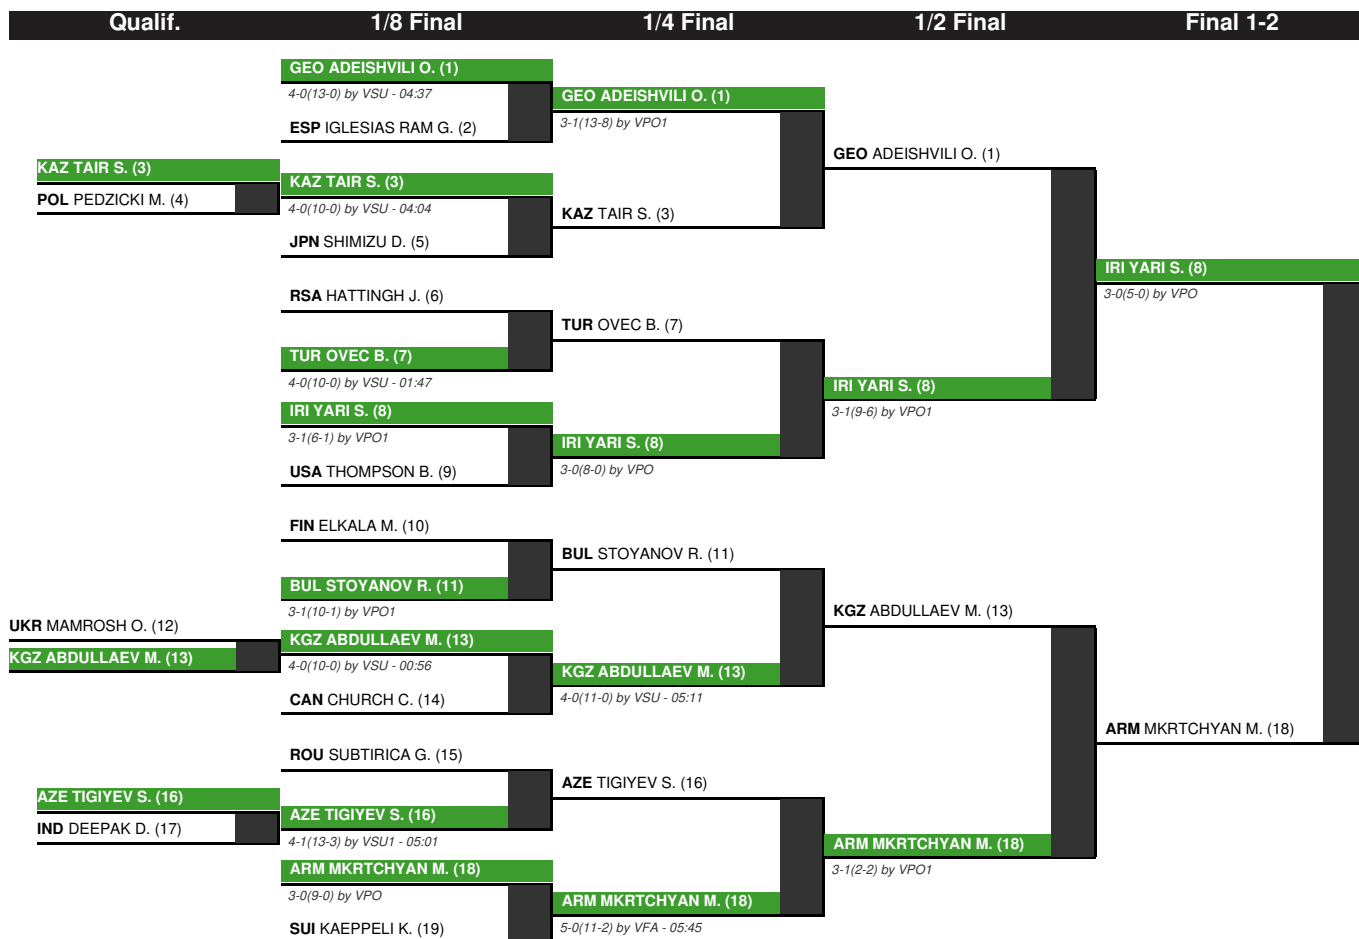 Qualif. 1/8 Final 1/4 Final 1/2 Final Final 1-2
KAZ TAIR S. (3)
POL PEDZICKI M. (4)
UKR MAMROSH O. (12)
KGZ ABDULLAEV M. (13)
AZE TIGIYEV S. (16)
IND DEEPAK D. (17)
GEO ADEISHVILI O. (1)
4-0(13-0) by VSU - 04:37
ESP IGLESIAS RAM G. (2)
KAZ TAIR S. (3)
4-0(10-0) by VSU - 04:04
JPN SHIMIZU D. (5)
RSA HATTINGH J. (6)
TUR OVEC B. (7)
4-0(10-0) by VSU - 01:47
IRI YARI S. (8)
3-1(6-1) by VPO1
USA THOMPSON B. (9)
FIN ELKALA M. (10)
BUL STOYANOV R. (11)
3-1(10-1) by VPO1
KGZ ABDULLAEV M. (13)
4-0(10-0) by VSU - 00:56
CAN CHURCH C. (14)
ROU SUBTIRICA G. (15)
AZE TIGIYEV S. (16)
4-1(13-3) by VSU1 - 05:01
ARM MKRTCHYAN M. (18)
3-0(9-0) by VPO
SUI KAEPPELI K. (19)
GEO ADEISHVILI O. (1)
3-1(13-8) by VPO1
KAZ TAIR S. (3)
TUR OVEC B. (7)
IRI YARI S. (8)
3-0(8-0) by VPO
BUL STOYANOV R. (11)
KGZ ABDULLAEV M. (13)
4-0(11-0) by VSU - 05:11
AZE TIGIYEV S. (16)
ARM MKRTCHYAN M. (18)
5-0(11-2) by VFA - 05:45
GEO ADEISHVILI O. (1)
IRI YARI S. (8)
3-1(9-6) by VPO1
KGZ ABDULLAEV M. (13)
ARM MKRTCHYAN M. (18)
3-1(2-2) by VPO1
IRI YARI S. (8)
3-0(5-0) by VPO
ARM MKRTCHYAN M. (18)